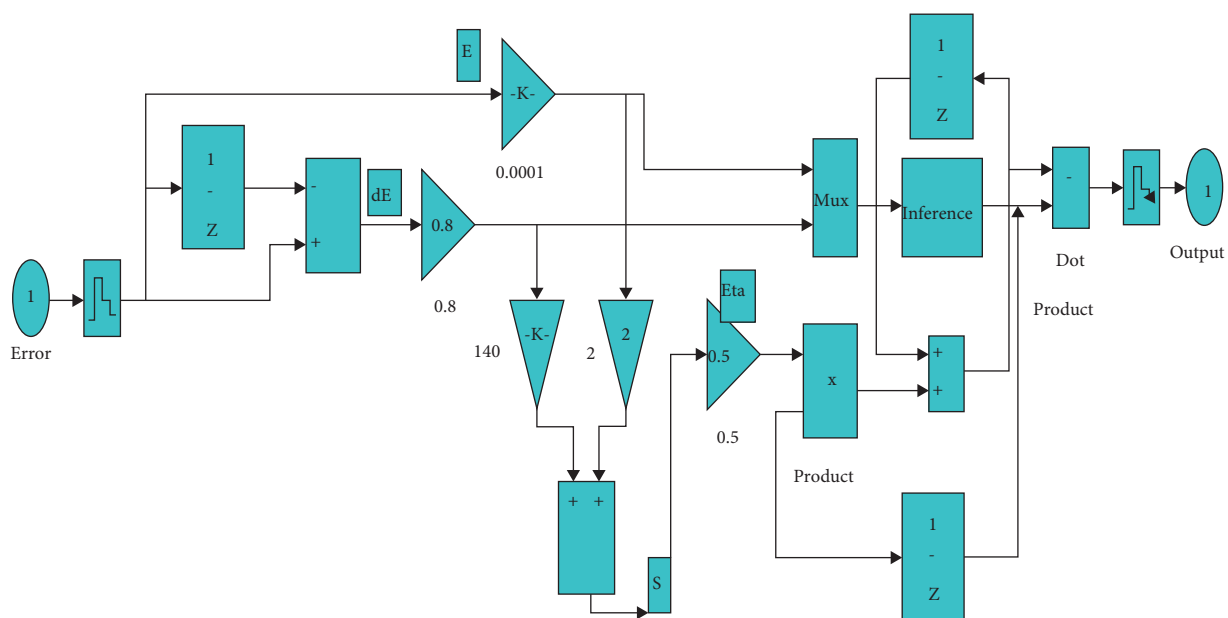 1
Error
1
-
Z
-
+
E
-K-
0.0001
dE
0.8
0.8
-K-
140
2
2
+ +
S
Eta
0.5
0.5
x
Product
Mux
Inference
1
-
Z
+
+
1
-
Z
-
Dot
Product
1
Output